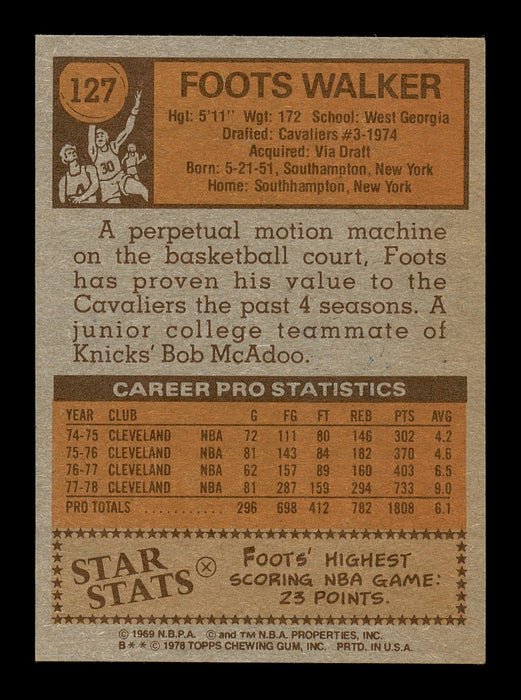 127
FOOTS WALKER
Hgt: 5'11" Wgt: 172 School: West Georgia
Drafted: Cavaliers #3-1974
Acquired: Via Draft
Born: 5-21-51, Southampton, New York
Home: Southhampton, New York
30
A perpetual motion machine
on the basketball court, Foots
has proven his value to the
Cavaliers the past 4 seasons. A
junior college teammate of
Knicks' Bob McAdoo.
CAREER PRO STATISTICS
YEAR CLUB G FG FT REB PTS AVG
74-75 CLEVELAND NBA 72 111 80 146 302 4.2
75-76 CLEVELAND NBA 81 143 84 182 370 4.6
76-77 CLEVELAND NBA 62 157 89 160 403 6.5
77-78 CLEVELAND NBA 81 287 159 294 733 9.0
PRO TOTALS ........... 296 698 412 782 1808 6.1
STAR
STATS
FOOTS' HIGHEST
SCORING NBA GAME:
23 POINTS.
© 1969 N.B.P.A. © and TM N.B.A. PROPERTIES, INC.
B * * © 1978 TOPPS CHEWING GUM, INC. PRTD. IN U.S.A.